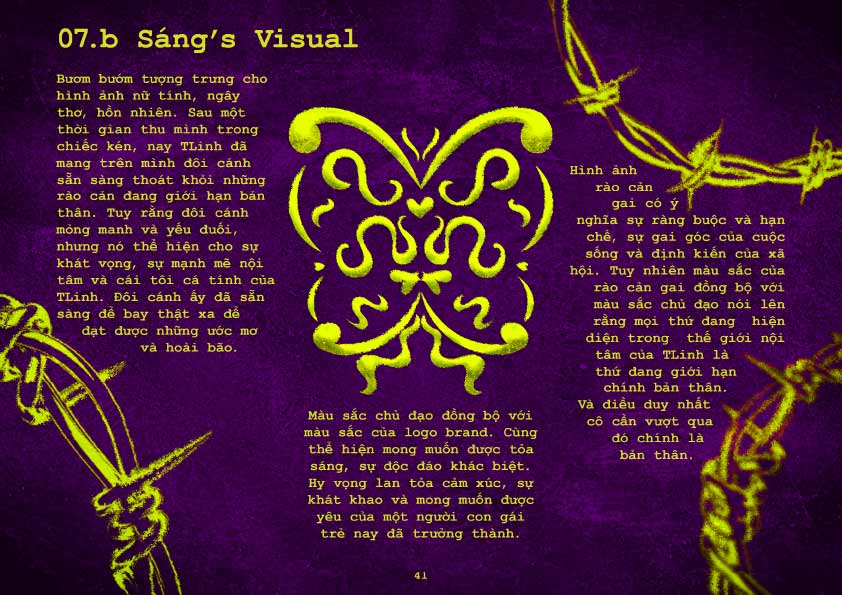 07.b Sáng's Visual
Bươm bướm tượng trưng cho
hình ảnh nữ tính, ngây
thơ, hồn nhiên. Sau một
thời gian thu mình trong
chiếc kén, nay TLinh đã
mang trên mình đôi cánh
sẵn sàng thoát khỏi những
rào cản đang giới hạn bản
thân. Tuy rằng đôi cánh
mỏng manh và yếu đuối,
nhưng nó thể hiện cho sự
khát vọng, sự mạnh mẽ nội
tâm và cái tôi cá tính của
TLinh. Đôi cánh ấy đã sẵn
sàng để bay thật xa để
đạt được những ước mơ
và hoài bão.
Màu sắc chủ đạo đồng bộ với
màu sắc của logo brand. Cùng
thể hiện mong muốn được tỏa
sáng, sự độc đáo khác biệt.
Hy vọng lan tỏa cảm xúc, sự
khát khao và mong muốn được
yêu của một người con gái
trẻ nay đã trưởng thành.
Hình ảnh
rào cản
gai có ý
nghĩa sự ràng buộc và hạn
chế, sự gai góc của cuộc
sống và định kiến của xã
hội. Tuy nhiên màu sắc của
rào cản gai đồng bộ với
màu sắc chủ đạo nói lên
rằng mọi thứ đang hiện
diện trong thế giới nội
tâm của TLinh là
thứ đang giới hạn
chính bản thân.
Và điều duy nhất
cô cần vượt qua
đó chính là
bản thân.
41